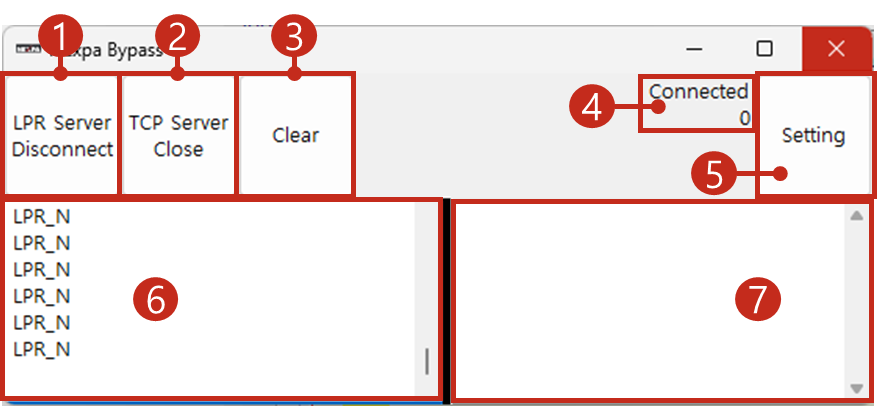 1
2
3
Bypass
LPR Server
Disconnect
TCP Server
Close
Clear
4
Connected
0
5
Setting
LPR_N
LPR_N
LPR_N
LPR_N
LPR_N
LPR_N
6
7